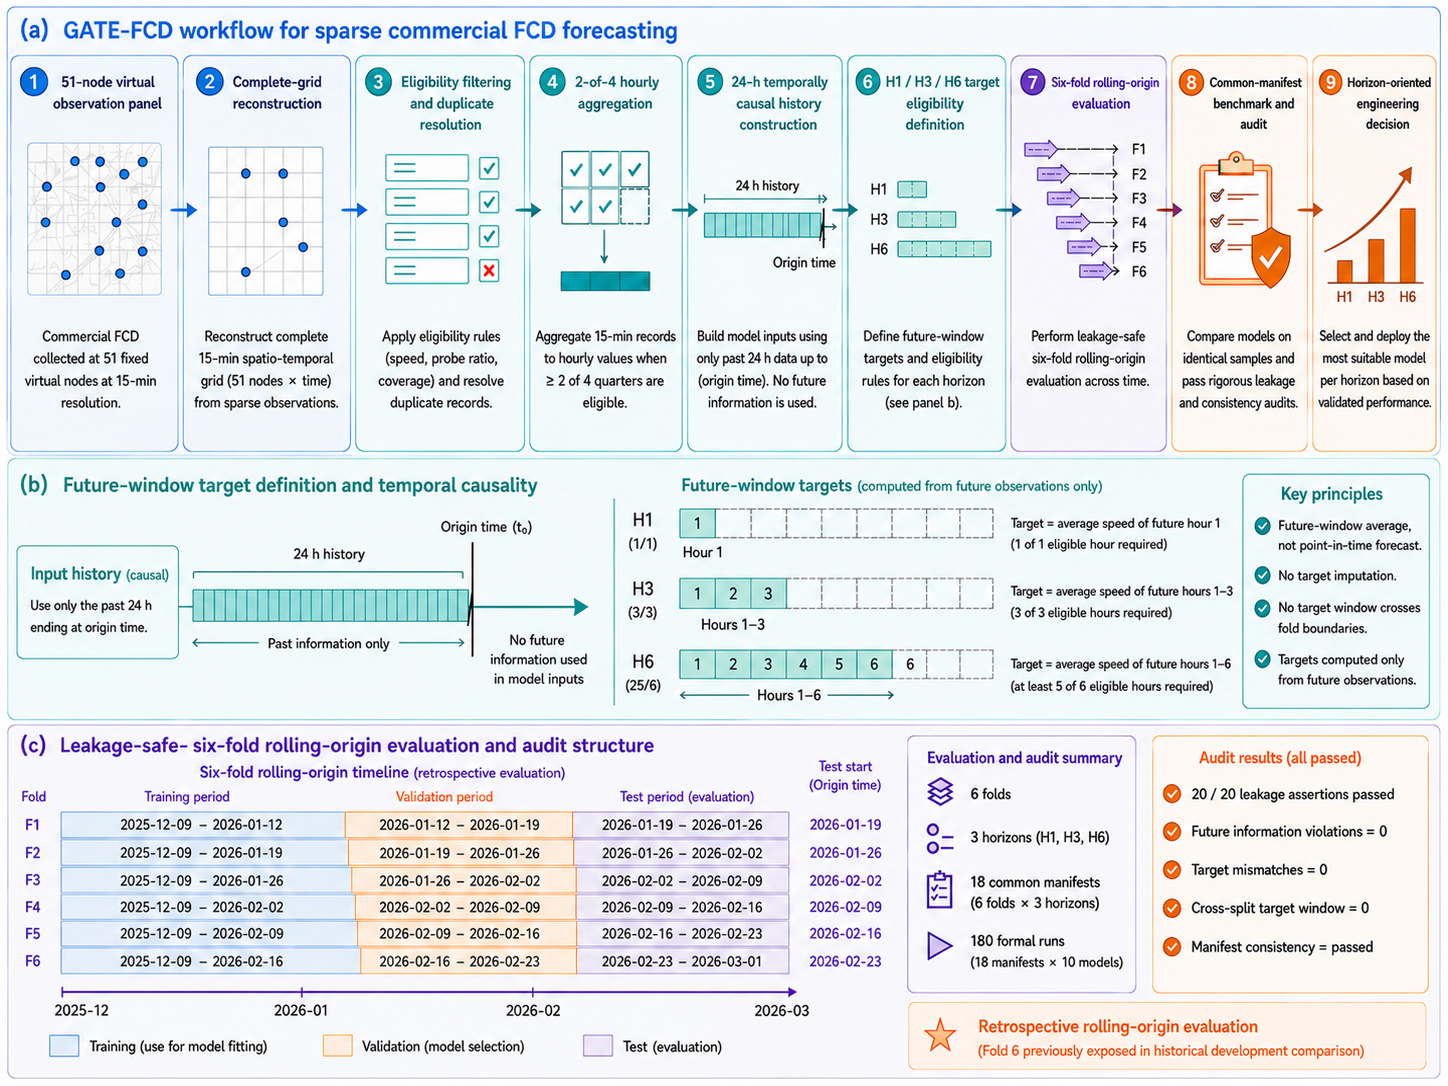 (a) GATE-FCD workflow for sparse commercial FCD forecasting
1 51-node virtual
observation panel
Commercial FCD
collected at 51 fixed
virtual nodes at 15-min
resolution.
2 Complete-grid
reconstruction
Reconstruct complete
15-min spatio-temporal
grid (51 nodes × time)
from sparse observations.
3 Eligibility filtering
and duplicate
resolution
Apply eligibility rules
(speed, probe ratio,
coverage) and resolve
duplicate records.
4 2-of-4 hourly
aggregation
Aggregate 15-min records
to hourly values when
≥ 2 of 4 quarters are
eligible.
5 24-h temporally
causal history
construction
24 h history
Origin time
Build model inputs using
only past 24 h data up to
(origin time). No future
information is used.
6 H1 / H3 / H6 target
eligibility
definition
H1
H3
H6
Define future-window
targets and eligibility
rules for each horizon
(see panel b).
7 Six-fold rolling-origin
evaluation
F1
F2
F3
F4
F5
F6
Perform leakage-safe
six-fold rolling-origin
evaluation across time.
8 Common-manifest
benchmark and
audit
Compare models on
identical samples and
pass rigorous leakage
and consistency audits.
9 Horizon-oriented
engineering
decision
H1 H3 H6
Select and deploy the
most suitable model
per horizon based on
validated performance.
(b) Future-window target definition and temporal causality
Input history (causal)
Use only the past 24 h
ending at origin time.
Origin time (t₀)
24 h history
Past information only
No future
information used
in model inputs
Future-window targets (computed from future observations only)
H1
(1/1)
1
Hour 1
Target = average speed of future hour 1
(1 of 1 eligible hour required)
H3
(3/3)
1 2 3
Hours 1–3
Target = average speed of future hours 1–3
(3 of 3 eligible hours required)
H6
(25/6)
1 2 3 4 5 6 6
Hours 1–6
Target = average speed of future hours 1–6
(at least 5 of 6 eligible hours required)
Key principles
Future-window average,
not point-in-time forecast.
No target imputation.
No target window crosses
fold boundaries.
Targets computed only
from future observations.
(c) Leakage-safe- six-fold rolling-origin evaluation and audit structure
Six-fold rolling-origin timeline (retrospective evaluation)
Test start
(Origin time)
Fold Training period Validation period Test period (evaluation)
F1 2025-12-09 – 2026-01-12 2026-01-12 – 2026-01-19 2026-01-19 – 2026-01-26 2026-01-19
F2 2025-12-09 – 2026-01-19 2026-01-19 – 2026-01-26 2026-01-26 – 2026-02-02 2026-01-26
F3 2025-12-09 – 2026-01-26 2026-01-26 – 2026-02-02 2026-02-02 – 2026-02-09 2026-02-02
F4 2025-12-09 – 2026-02-02 2026-02-02 – 2026-02-09 2026-02-09 – 2026-02-16 2026-02-09
F5 2025-12-09 – 2026-02-09 2026-02-09 – 2026-02-16 2026-02-16 – 2026-02-23 2026-02-16
F6 2025-12-09 – 2026-02-16 2026-02-16 – 2026-02-23 2026-02-23 – 2026-03-01 2026-02-23
2025-12 2026-01 2026-02 2026-03
Training (use for model fitting) Validation (model selection) Test (evaluation)
Evaluation and audit summary
6 folds
3 horizons (H1, H3, H6)
18 common manifests
(6 folds × 3 horizons)
180 formal runs
(18 manifests × 10 models)
Audit results (all passed)
20 / 20 leakage assertions passed
Future information violations = 0
Target mismatches = 0
Cross-split target window = 0
Manifest consistency = passed
Retrospective rolling-origin evaluation
(Fold 6 previously exposed in historical development comparison)